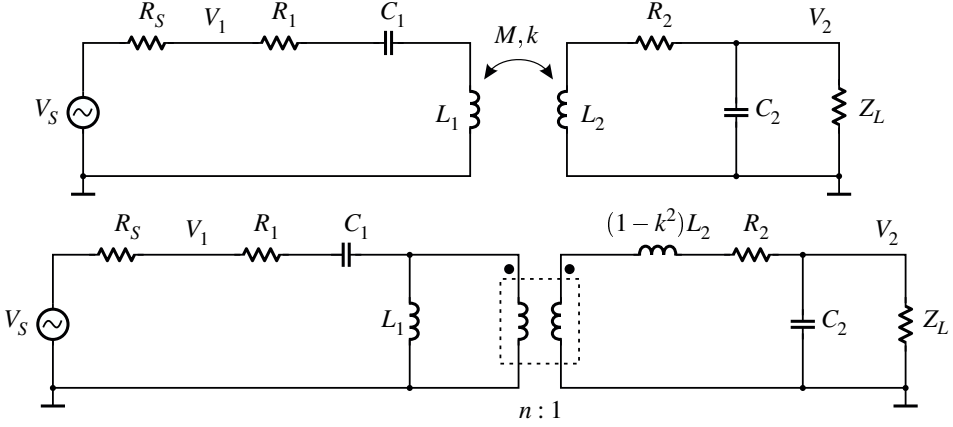 R_S V_1 R_1 C_1 M, k R_2 V_2
V_S L_1 L_2 C_2 Z_L
R_S V_1 R_1 C_1 (1 − k²)L_2 R_2 V_2
V_S L_1 C_2 Z_L
n : 1